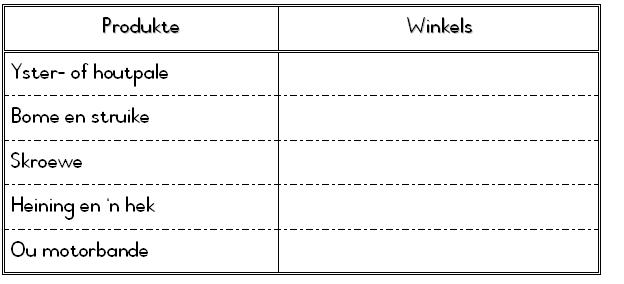 Produkte Winkels
Yster- of houtpale
Bome en struike
Skroewe
Heining en 'n hek
Ou motorbande